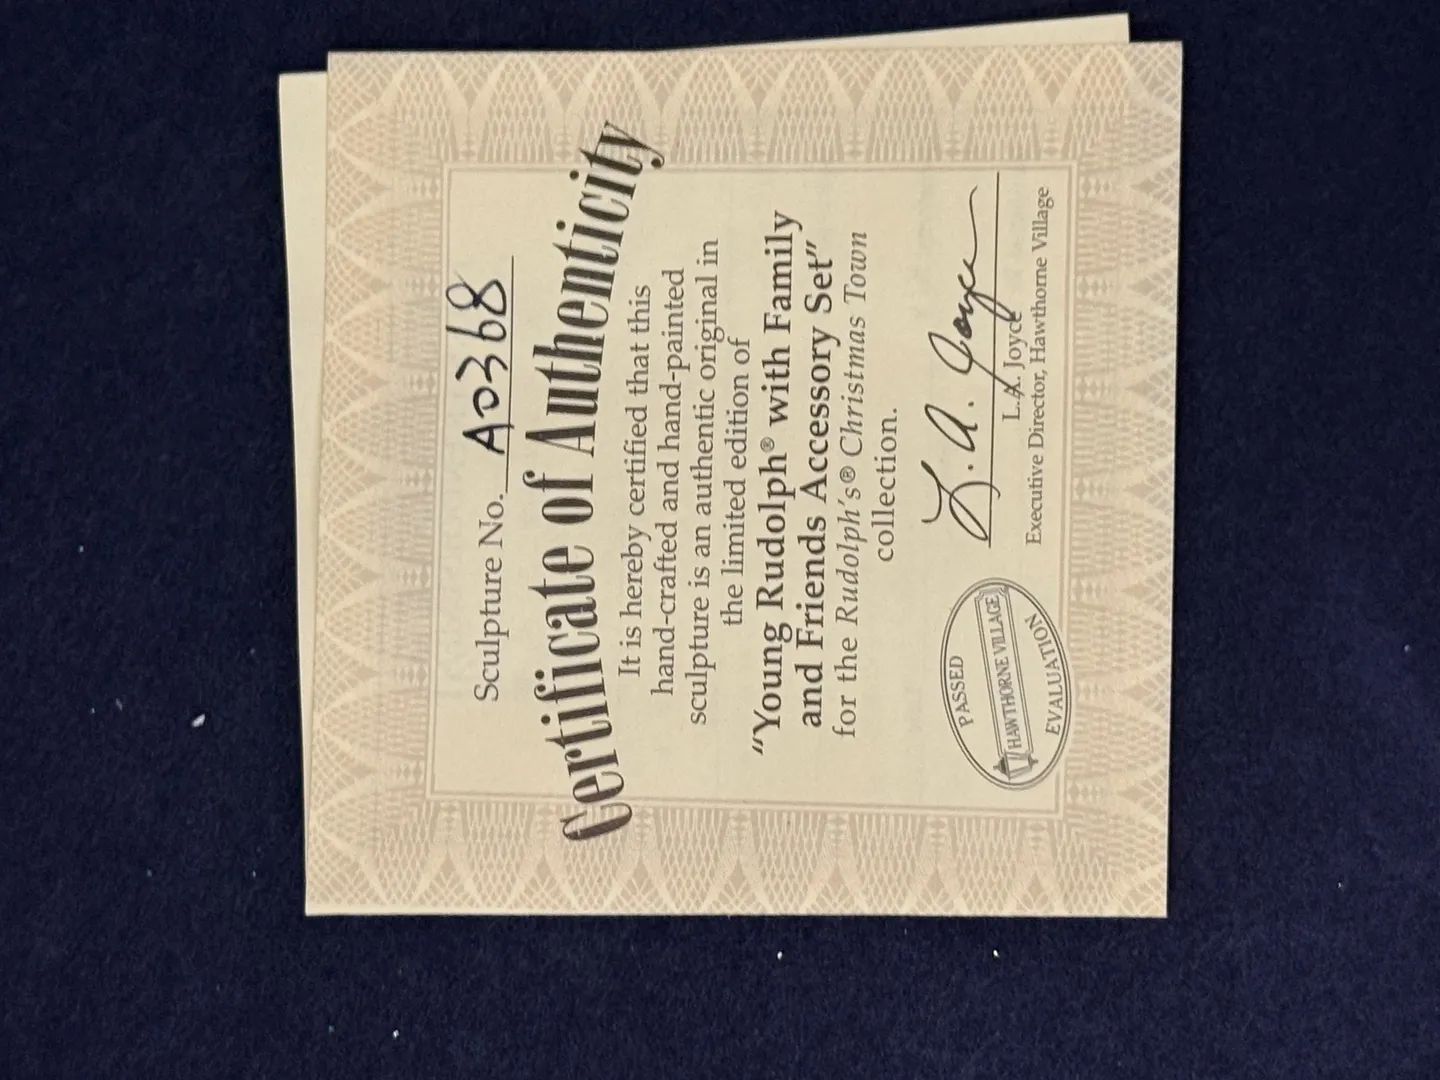 Sculpture No. A0368
Certificate of Authenticity
It is hereby certified that this
hand-crafted and hand-painted
sculpture is an authentic original in
the limited edition of
"Young Rudolph® with Family
and Friends Accessory Set"
for the Rudolph's® Christmas Town
collection.
PASSED
HAWTHORNE VILLAGE
EVALUATION
L. A. Joyce
L.A. Joyce
Executive Director, Hawthorne Village